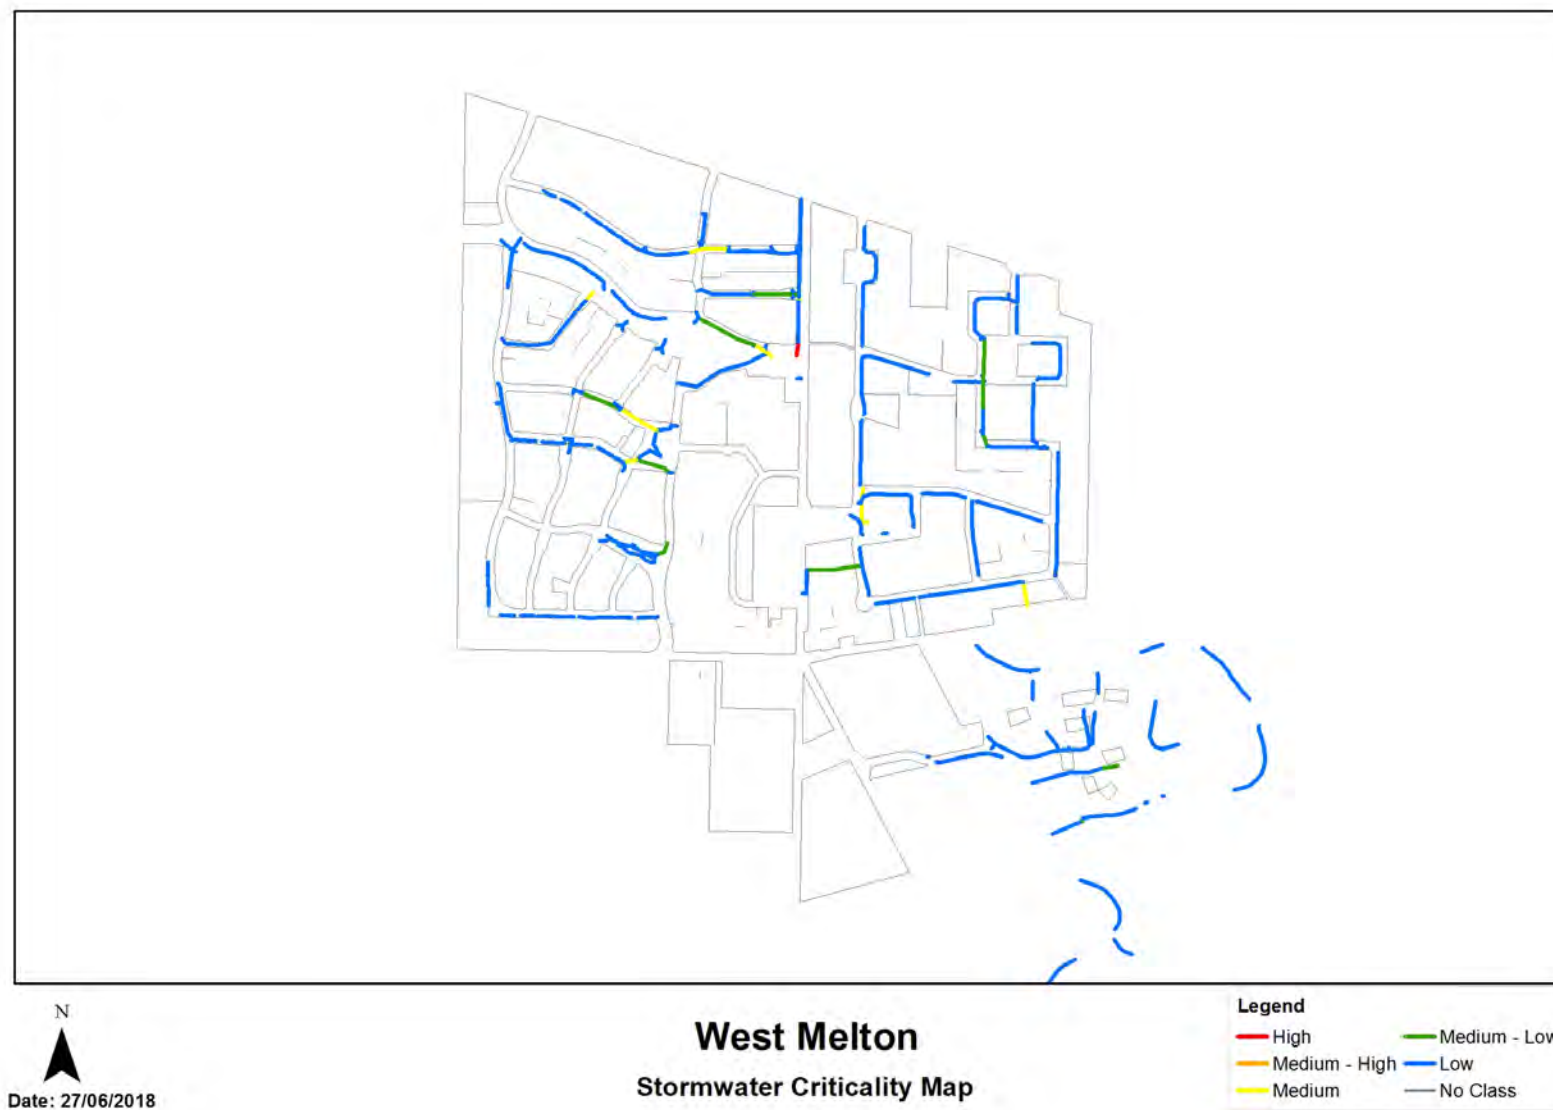 N
Date: 27/06/2018
West Melton
Stormwater Criticality Map
Legend
High
Medium - High
Medium
Medium - Low
Low
No Class